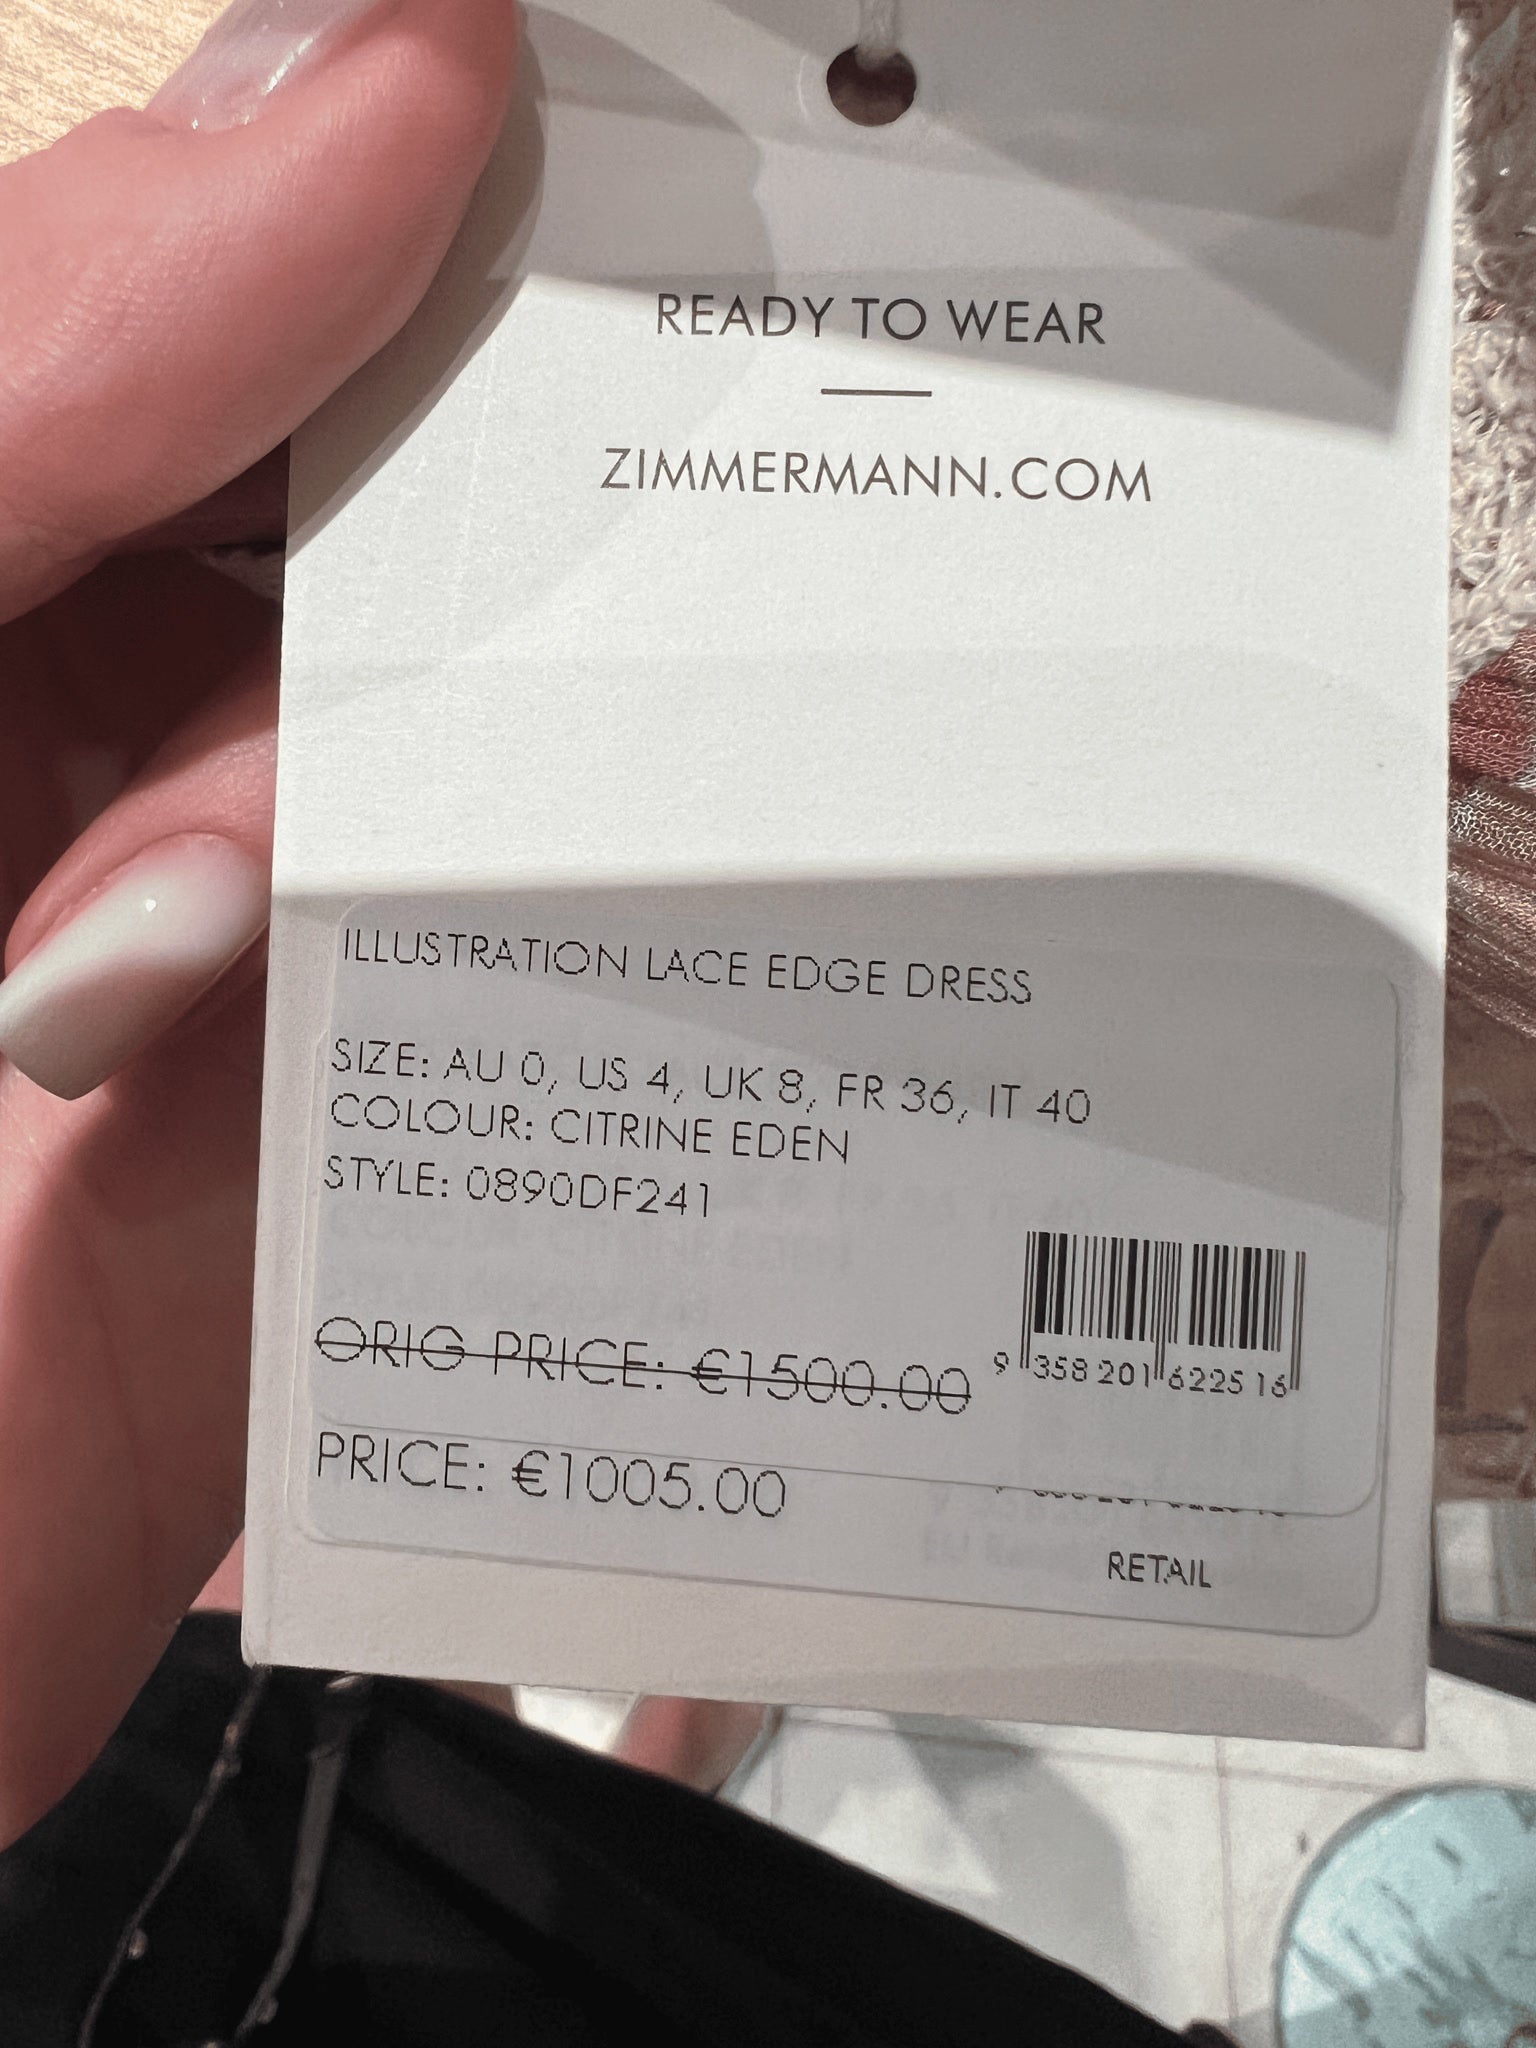 READY TO WEAR
ZIMMERMANN.COM
ILLUSTRATION LACE EDGE DRESS
SIZE: AU 0, US 4, UK 8, FR 36, IT 40
COLOUR: CITRINE EDEN
STYLE: 0890DF241
ORIG PRICE: €1500.00
9 358201 622516
PRICE: €1005.00
RETAIL